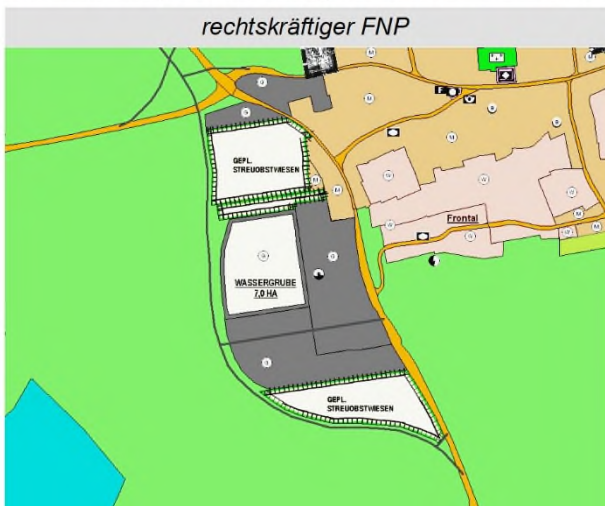 rechtskräftiger FNP
GEPL.
STREUOBSTWIESEN
WASSERGRUBE
7,0 HA
Frontal
GEPL.
STREUOBSTWIESEN